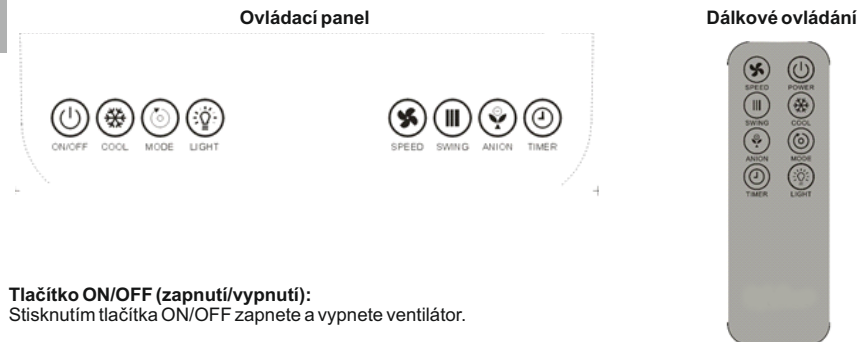 Ovládací panel
Dálkové ovládání
ON/OFF COOL MODE LIGHT
SPEED SWING ANION TIMER
SPEED POWER
SWING COOL
ANION MODE
TIMER LIGHT
Tlačítko ON/OFF (zapnutí/vypnutí):
Stisknutím tlačítka ON/OFF zapnete a vypnete ventilátor.